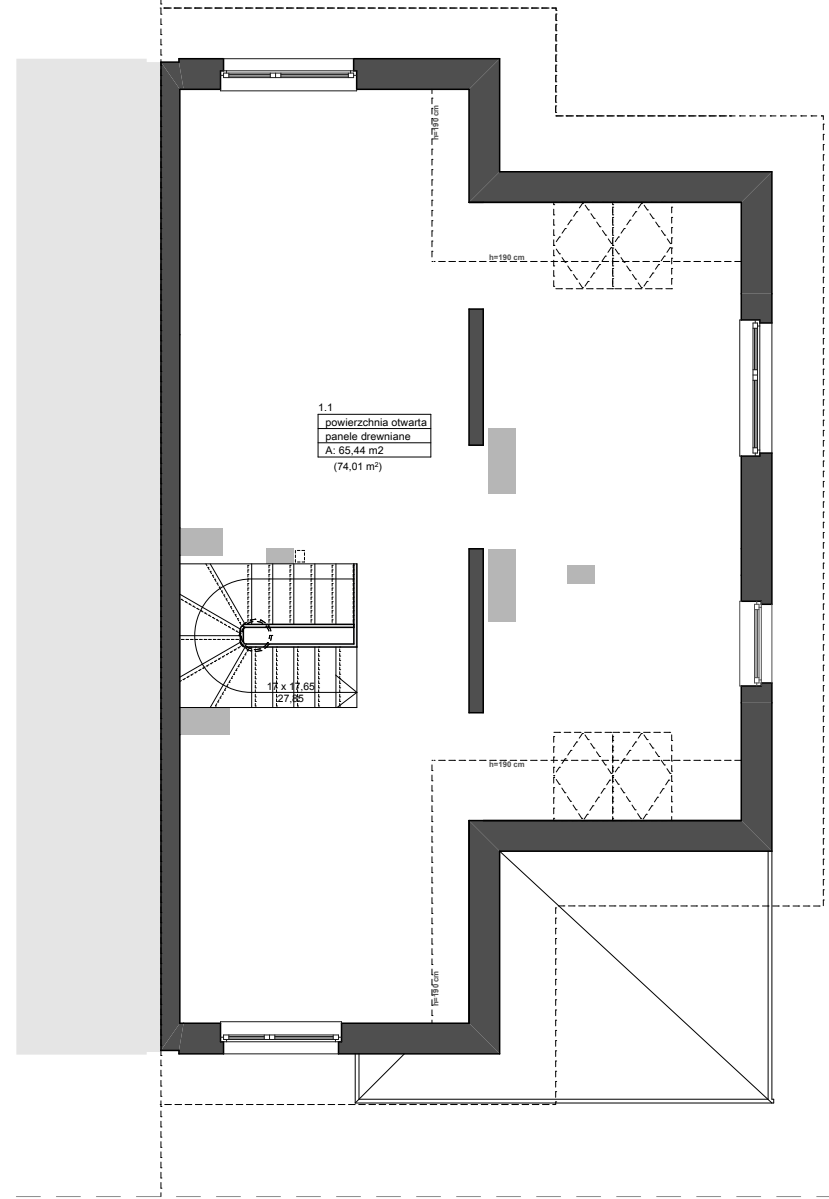 h=190 cm
h=190 cm
1.1
powierzchnia otwarta
panele drewniane
A: 65,44 m2
(74,01 m²)
17 x 17,65
27,85
h=190 cm
h=190 cm